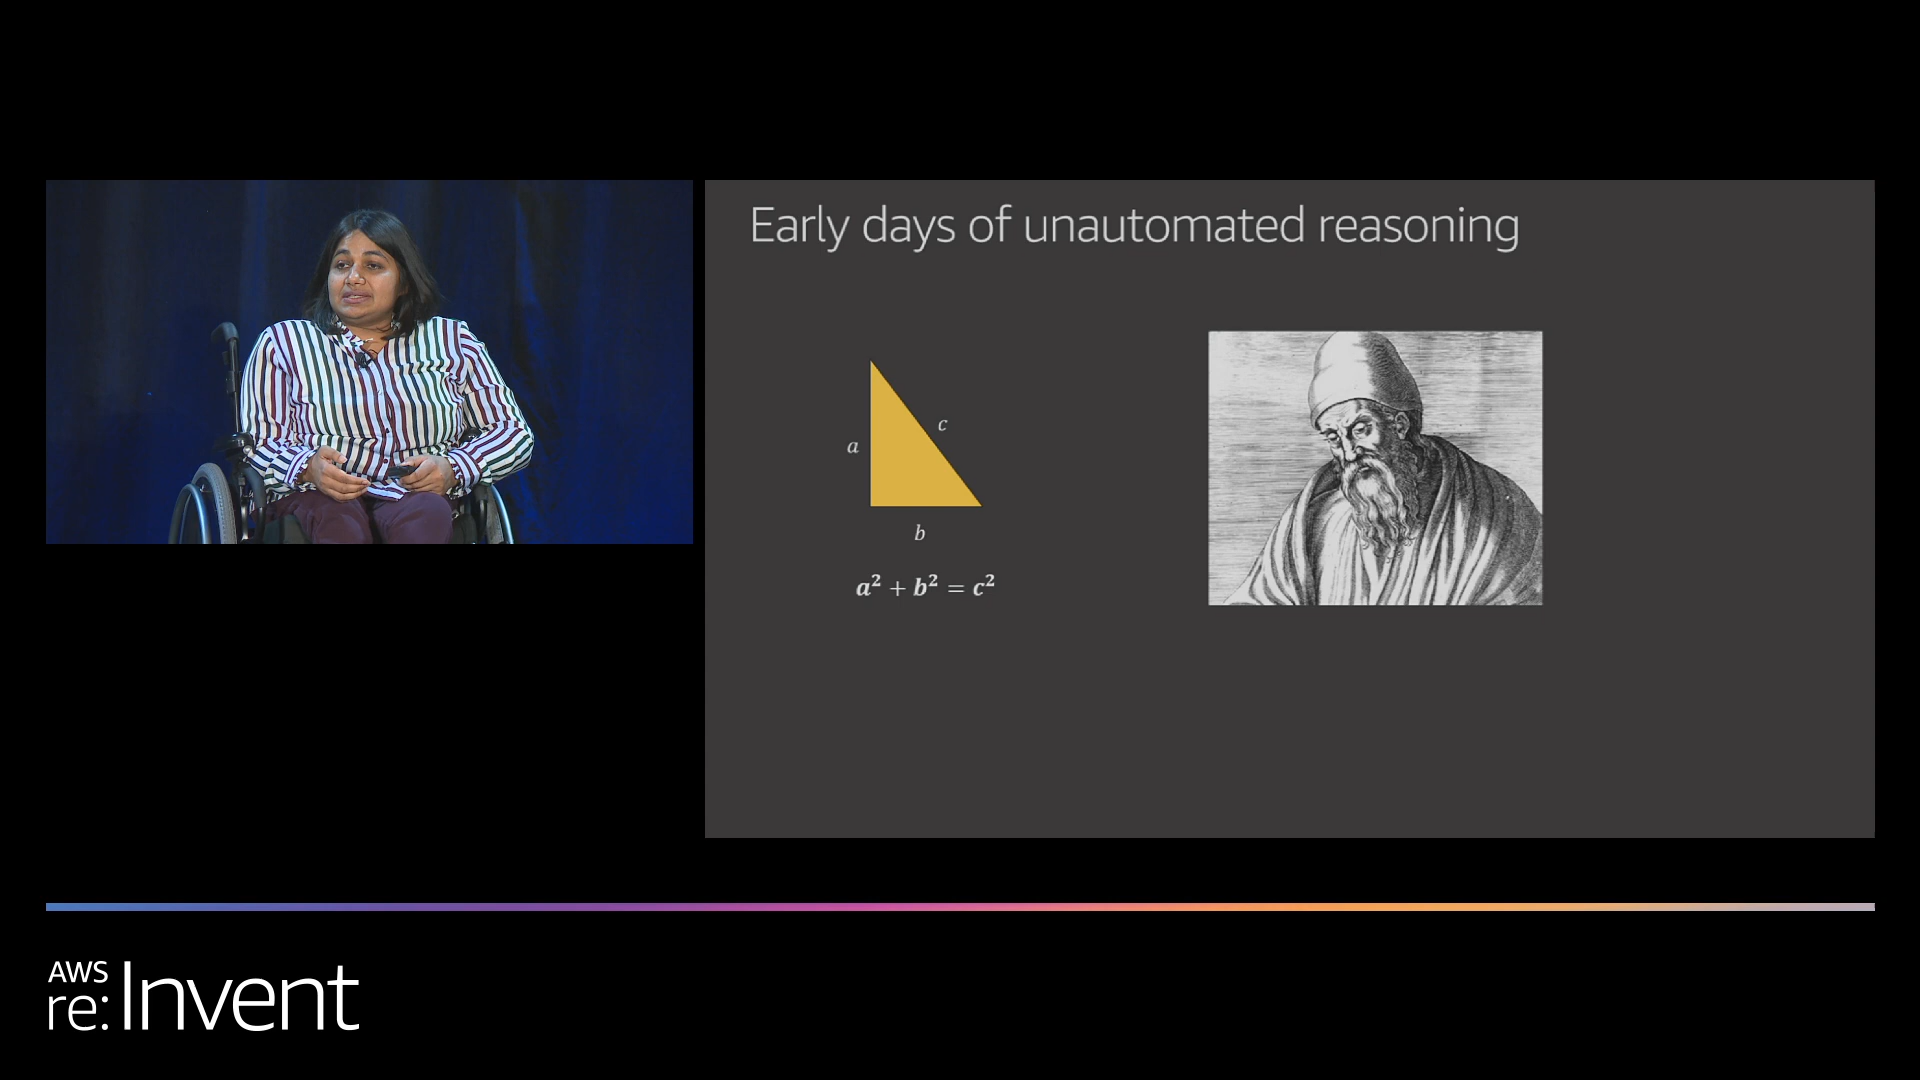 Early days of unautomated reasoning
a
c
b
a² + b² = c²
AWS
re:Invent